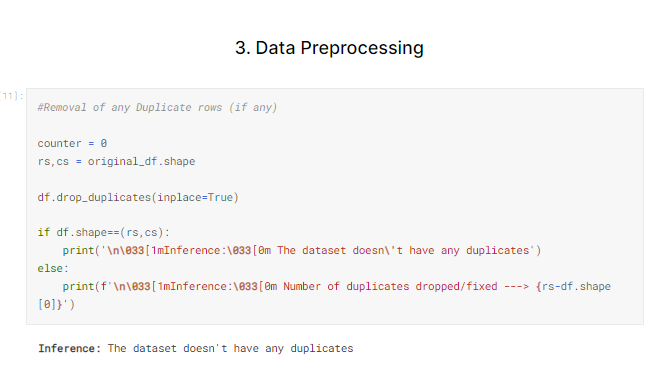 3. Data Preprocessing
[11]:
#Removal of any Duplicate rows (if any)
counter = 0
rs,cs = original_df.shape
df.drop_duplicates(inplace=True)
if df.shape==(rs,cs):
print('\n\033[1mInference:\033[0m The dataset doesn\'t have any duplicates')
else:
print(f'\n\033[1mInference:\033[0m Number of duplicates dropped/fixed ---> {rs-df.shape
[0]}')
Inference: The dataset doesn't have any duplicates